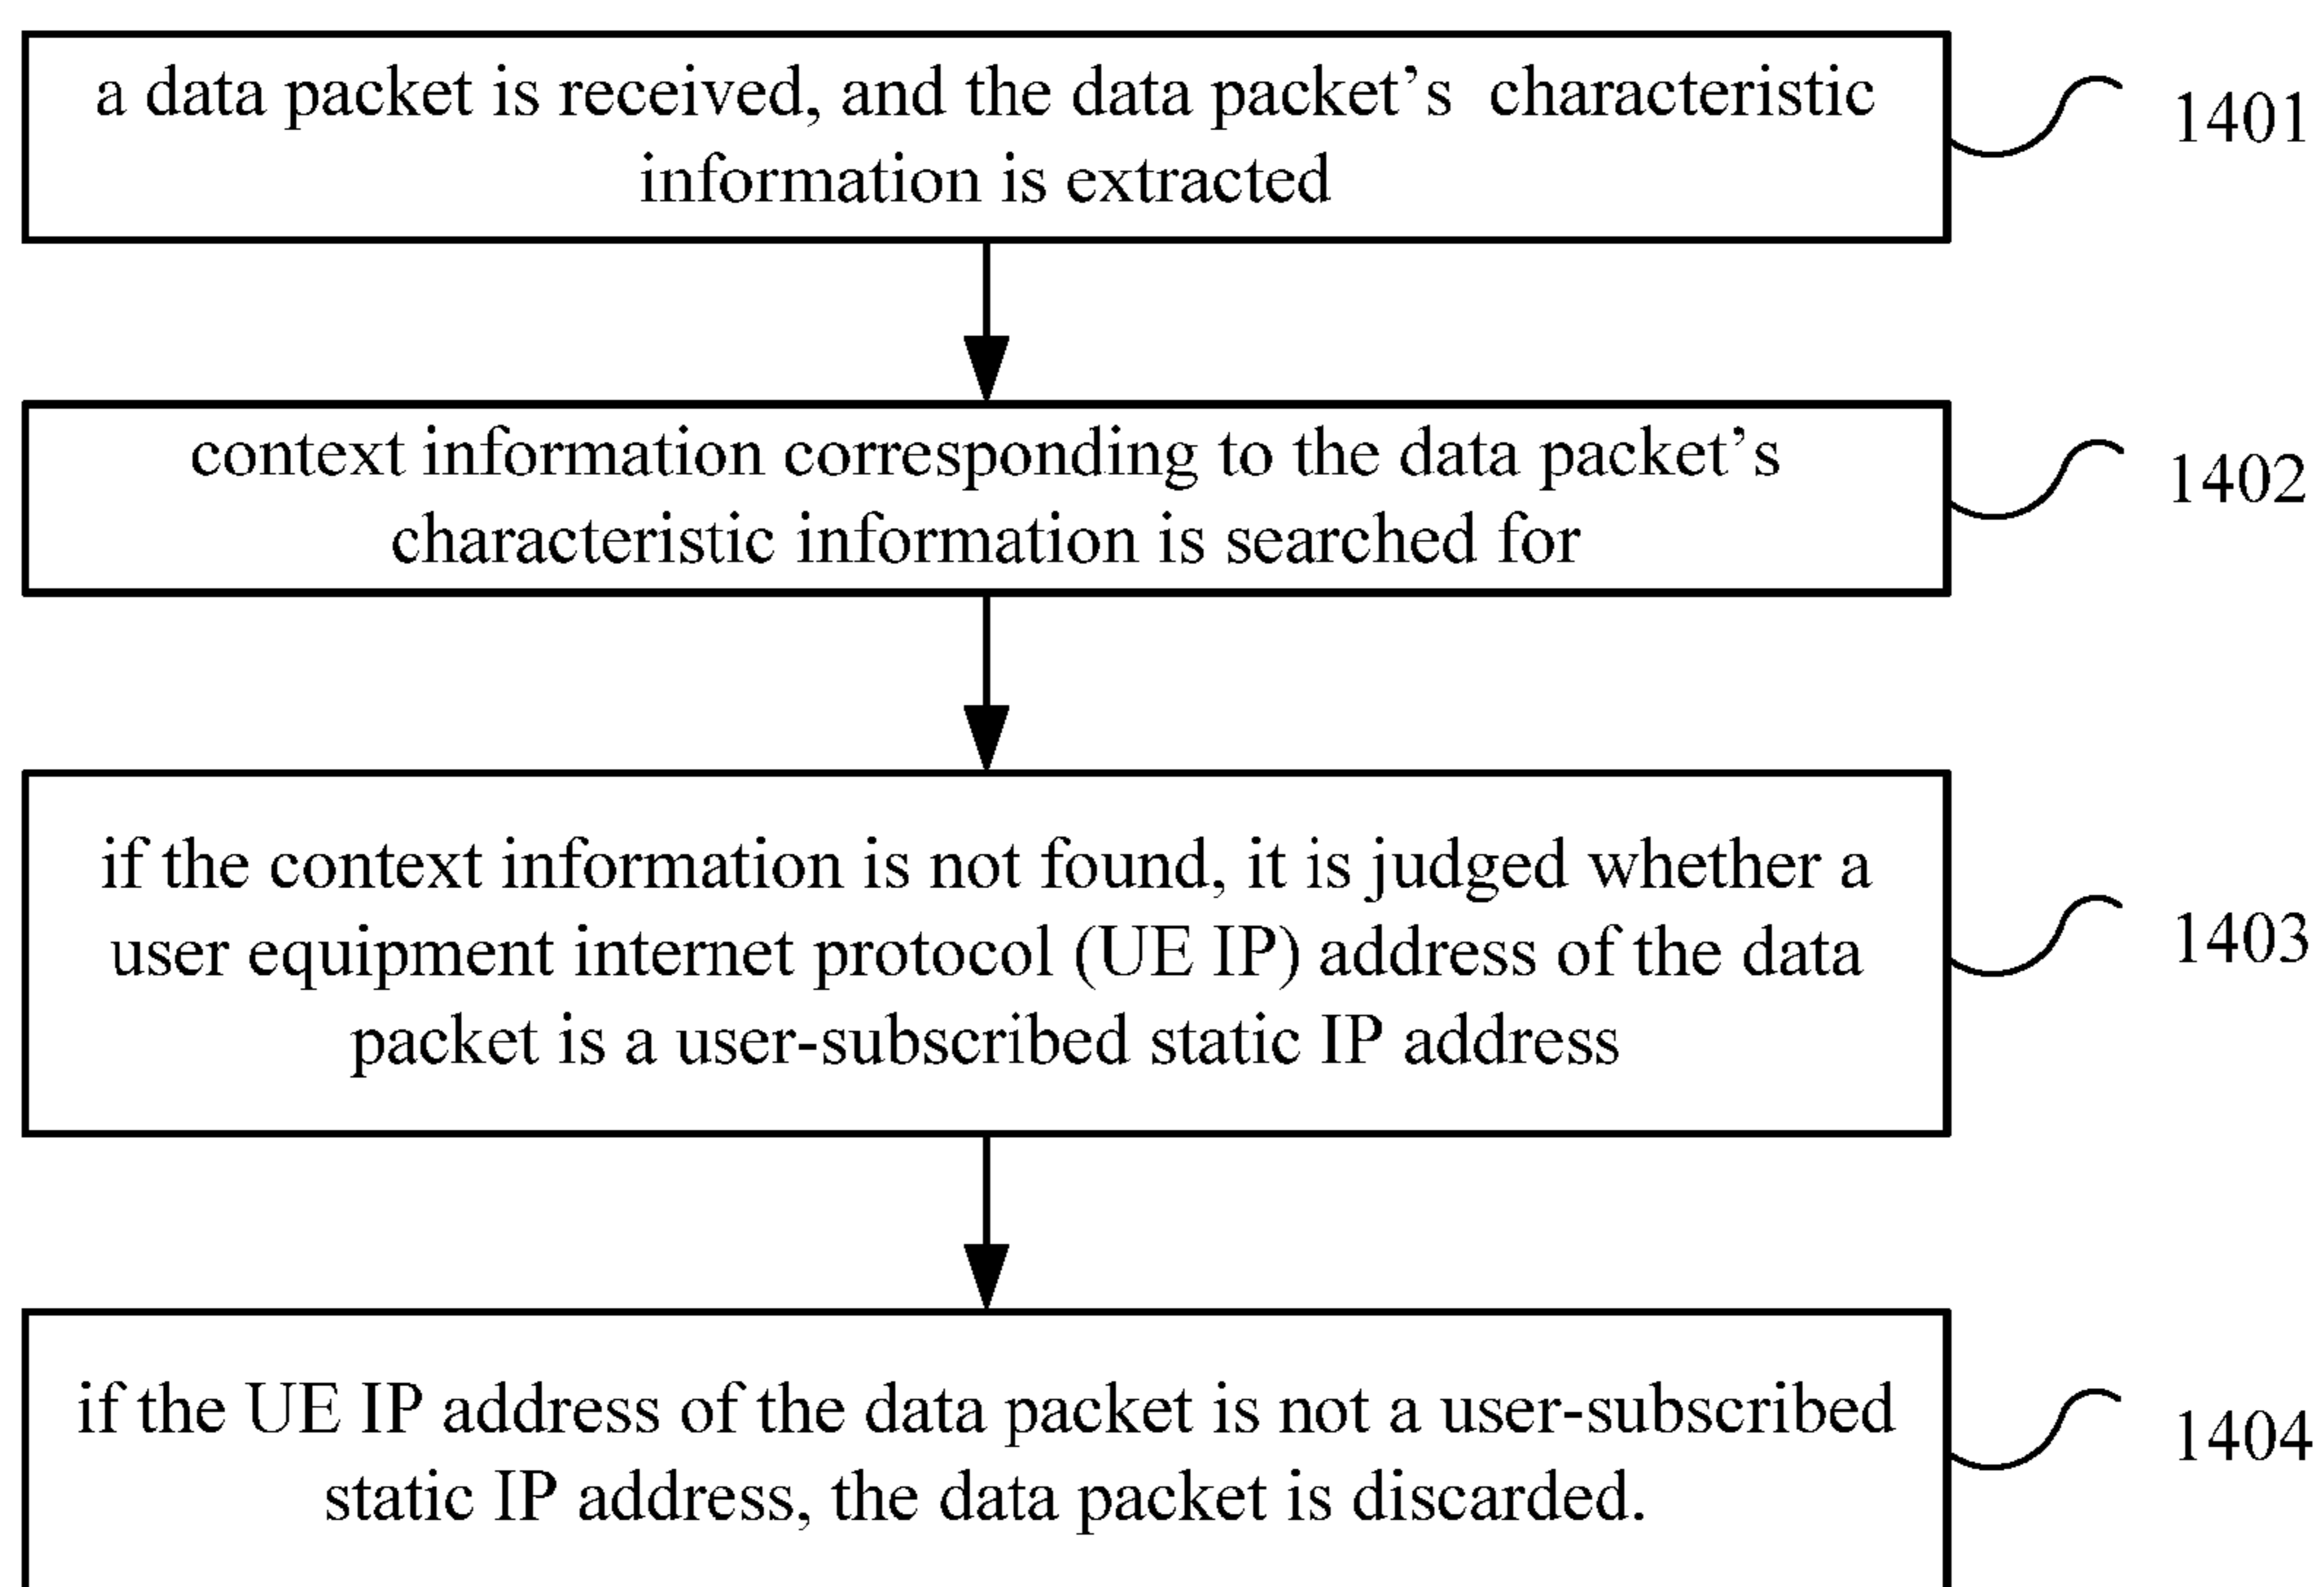 a data packet is received, and the data packet’s characteristic
information is extracted
1401
context information corresponding to the data packet’s
characteristic information is searched for
1402
if the context information is not found, it is judged whether a
user equipment internet protocol (UE IP) address of the data
packet is a user-subscribed static IP address
1403
if the UE IP address of the data packet is not a user-subscribed
static IP address, the data packet is discarded.
1404